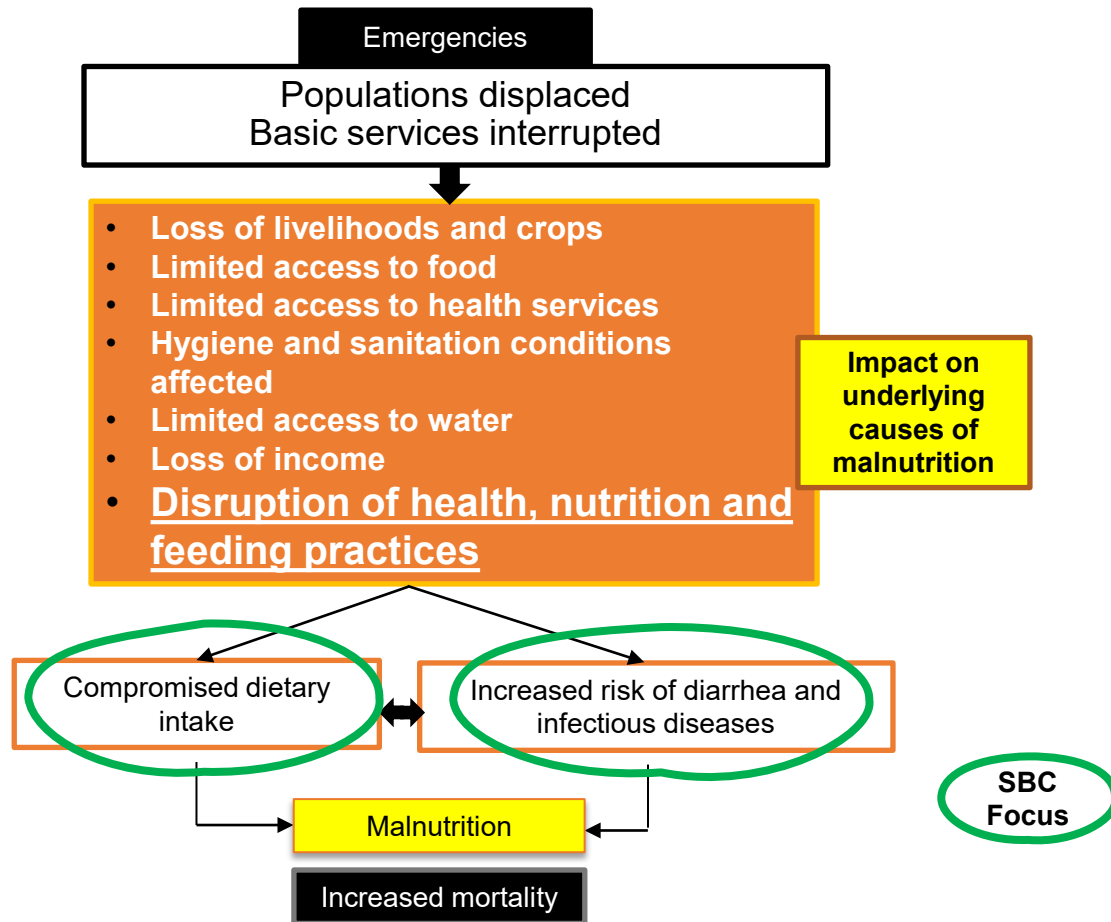 Emergencies
Populations displaced
Basic services interrupted
• Loss of livelihoods and crops
• Limited access to food
• Limited access to health services
• Hygiene and sanitation conditions
affected
• Limited access to water
• Loss of income
• Disruption of health, nutrition and
feeding practices
Impact on
underlying
causes of
malnutrition
Compromised dietary
intake
Increased risk of diarrhea and
infectious diseases
SBC
Focus
Malnutrition
Increased mortality